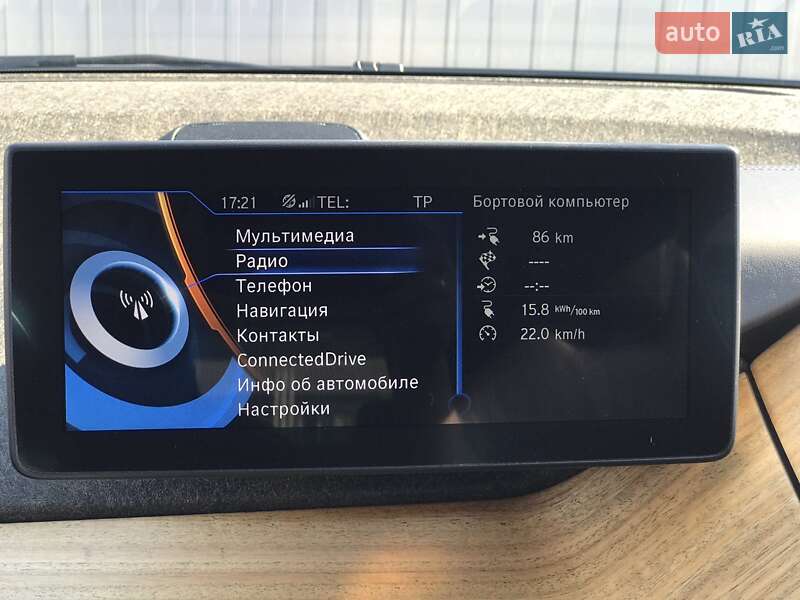 auto RIA .com
17:21 TEL: TP
Мультимедиа
Радио
Телефон
Навигация
Контакты
ConnectedDrive
Инфо об автомобиле
Настройки
Бортовой компьютер
86 km
----
--:--
15.8 kWh/100 km
22.0 km/h